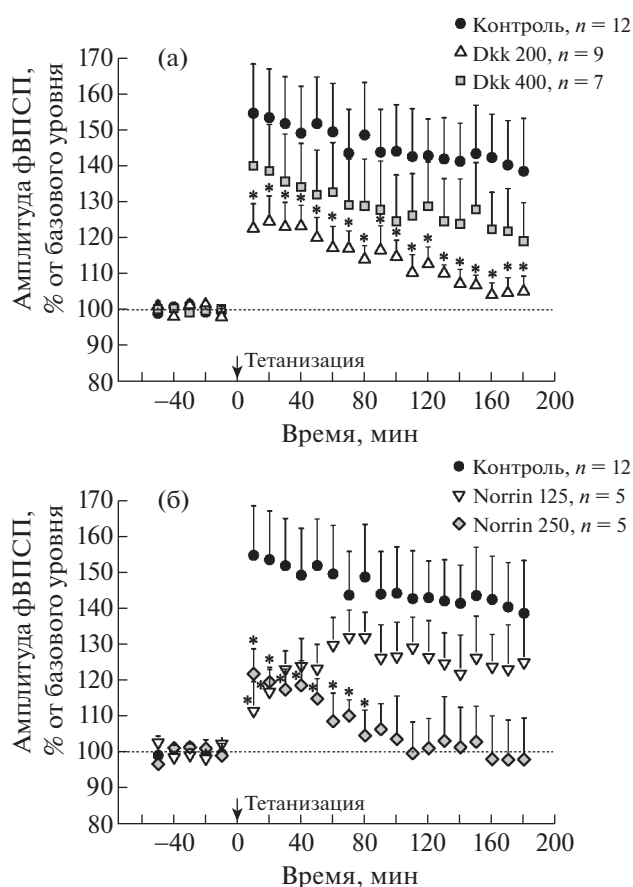 (а)
Контроль, n = 12
Dkk 200, n = 9
Dkk 400, n = 7
Амплитуда фВПСП,
% от базового уровня
170
160
150
140
130
120
110
100
90
80
* * * * * * * * * * * * * * * * * *
Тетанизация
−40 0 40 80 120 160 200
Время, мин
(б)
Контроль, n = 12
Norrin 125, n = 5
Norrin 250, n = 5
Амплитуда фВПСП,
% от базового уровня
170
160
150
140
130
120
110
100
90
80
* * * * * * * * * *
Тетанизация
−40 0 40 80 120 160 200
Время, мин